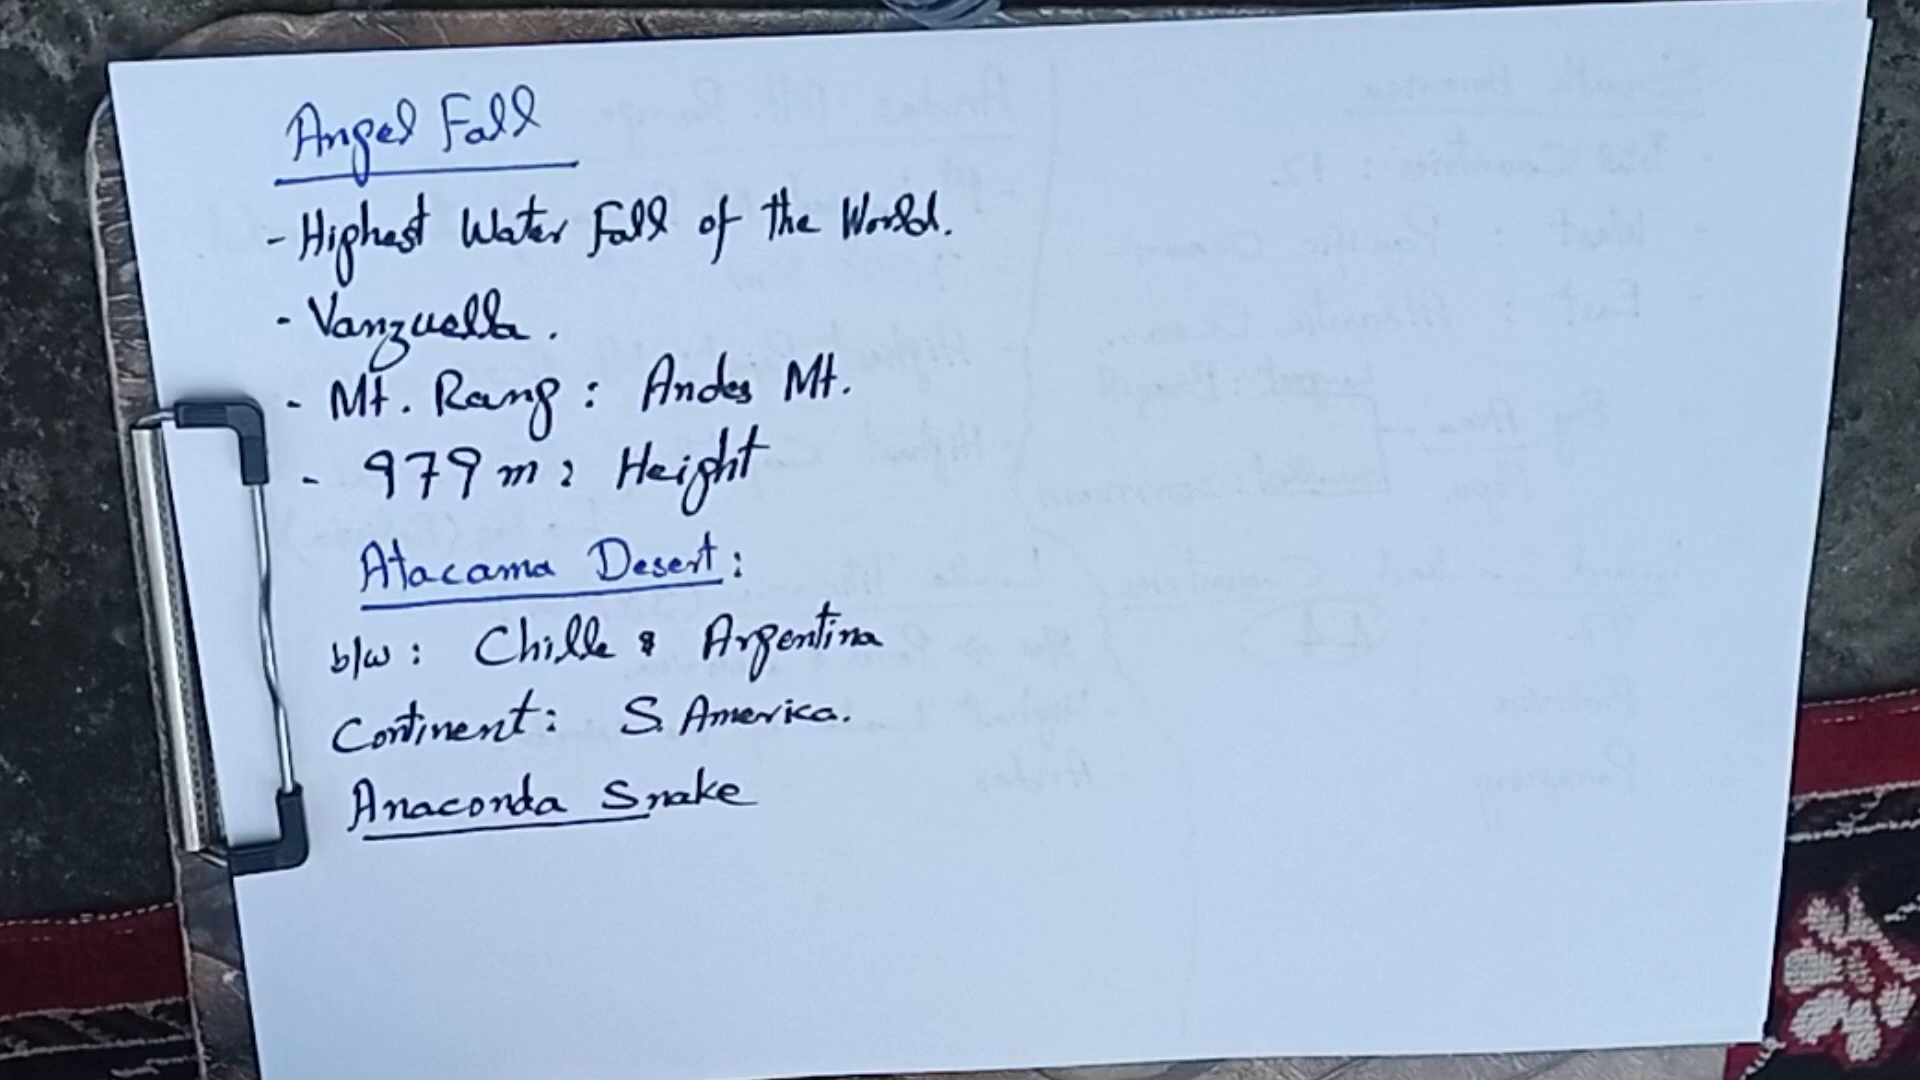 Angel Fall
- Highest Water Fall of the World.
- Vanzuella.
- Mt. Rang : Andes Mt.
- 979 m : Height
Atacama Desert :
b/w : Chille & Argentina
Continent : S. America.
Anaconda Snake